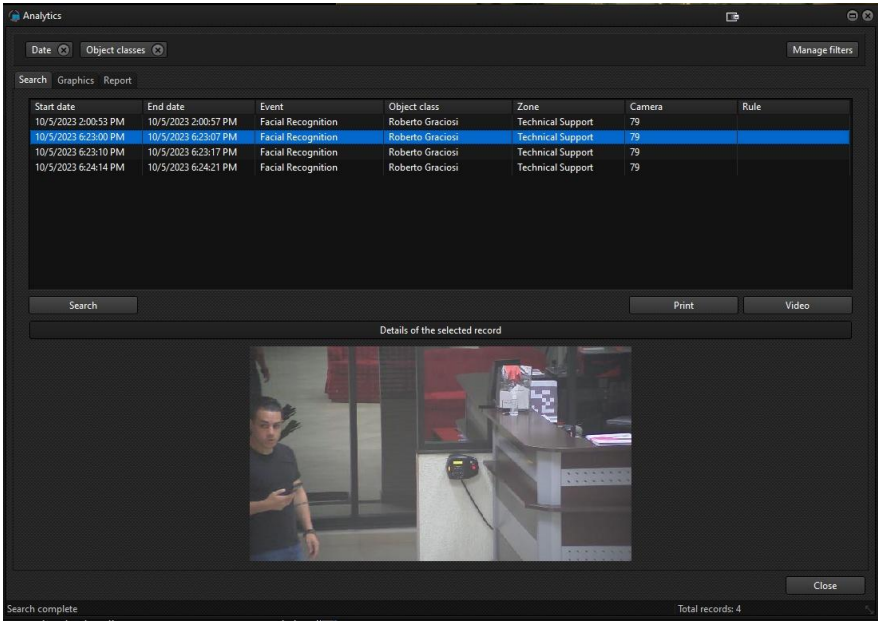 Analytics
Date Object classes Manage filters
Search Graphics Report
Start date End date Event Object class Zone Camera Rule
10/5/2023 2:00:53 PM 10/5/2023 2:00:57 PM Facial Recognition Roberto Graciosi Technical Support 79
10/5/2023 6:23:00 PM 10/5/2023 6:23:07 PM Facial Recognition Roberto Graciosi Technical Support 79
10/5/2023 6:23:10 PM 10/5/2023 6:23:17 PM Facial Recognition Roberto Graciosi Technical Support 79
10/5/2023 6:24:14 PM 10/5/2023 6:24:21 PM Facial Recognition Roberto Graciosi Technical Support 79
Search Print Video
Details of the selected record
Close
Search complete Total records: 4